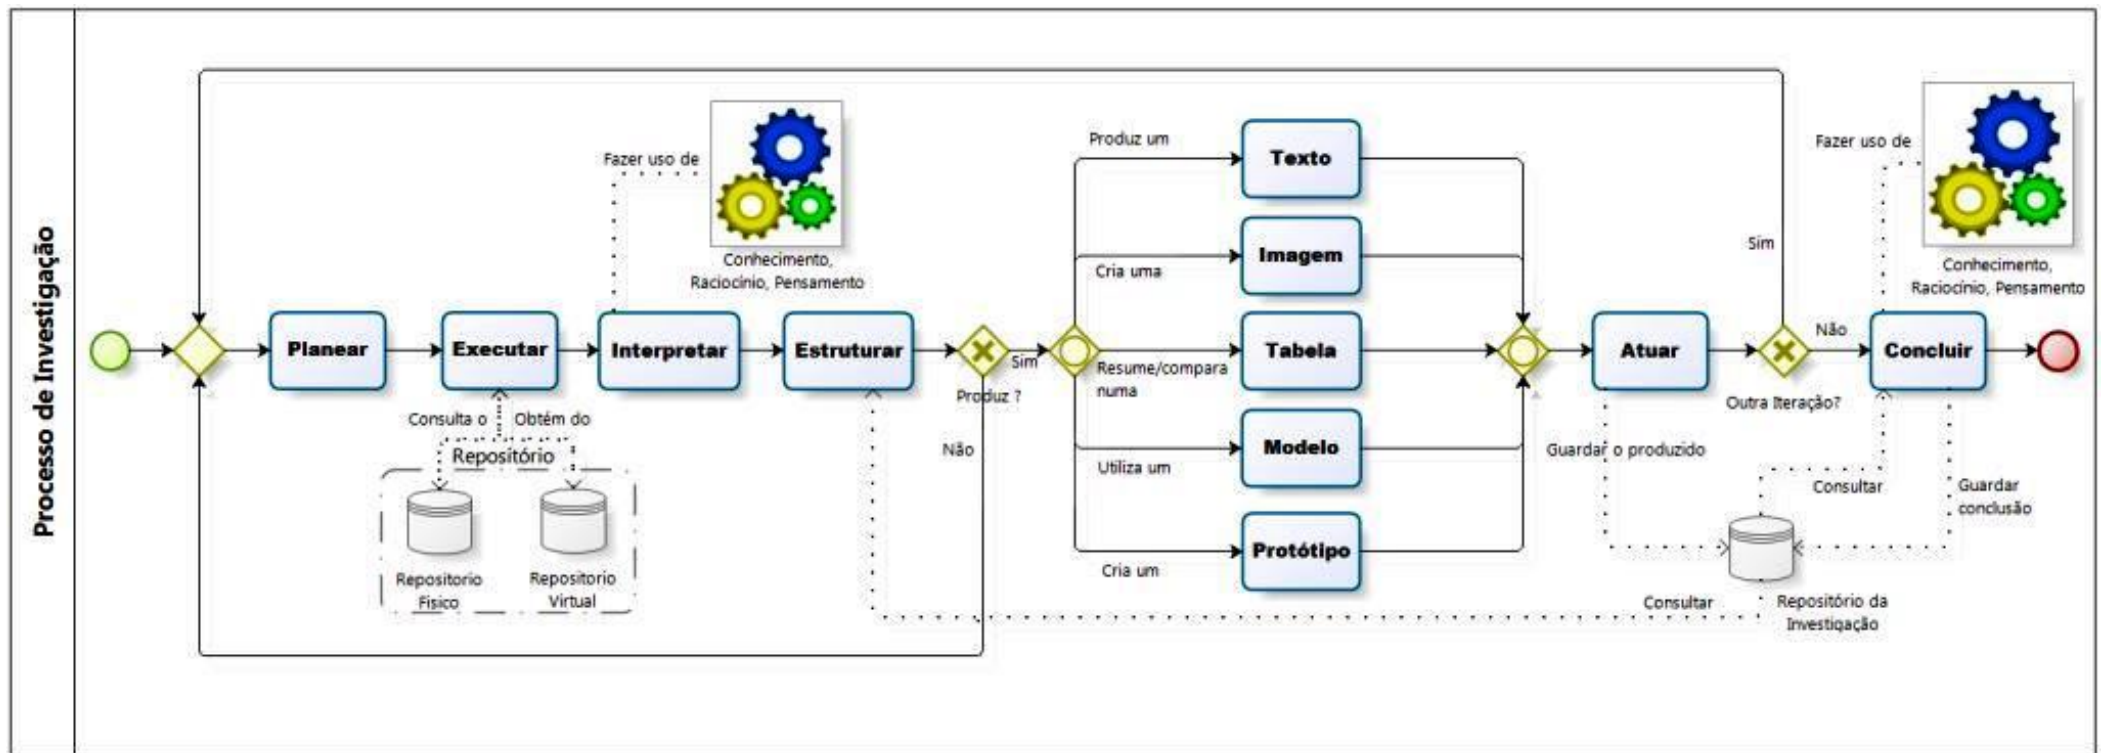 Processo de Investigação
Fazer uso de
Conhecimento,
Raciocínio, Pensamento
Planear
Executar
Interpretar
Estruturar
Consulta o
Obtém do
Repositório
Repositorio
Fisico
Repositorio
Virtual
Produz ?
Sim
Não
Produz um
Texto
Cria uma
Imagem
Resume/compara
numa
Tabela
Utiliza um
Modelo
Cria um
Protótipo
Atuar
Guardar o produzido
Outra Iteração?
Sim
Não
Concluir
Fazer uso de
Conhecimento,
Raciocínio, Pensamento
Consultar
Guardar
conclusão
Consultar
Repositório da
Investigação